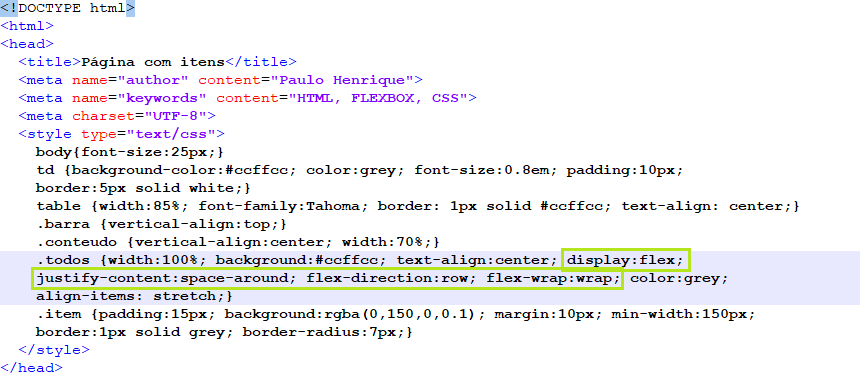 <!DOCTYPE html>
<html>
<head>
<title>Página com itens</title>
<meta name="author" content="Paulo Henrique">
<meta name="keywords" content="HTML, FLEXBOX, CSS">
<meta charset="UTF-8">
<style type="text/css">
body{font-size:25px;}
td {background-color:#ccffcc; color:grey; font-size:0.8em; padding:10px;
border:5px solid white;}
table {width:85%; font-family:Tahoma; border: 1px solid #ccffcc; text-align: center;}
.barra {vertical-align:top;}
.conteudo {vertical-align:center; width:70%;}
.todos {width:100%; background:#ccffcc; text-align:center; display:flex;
justify-content:space-around; flex-direction:row; flex-wrap:wrap; color:grey;
align-items: stretch;}
.item {padding:15px; background:rgba(0,150,0,0.1); margin:10px; min-width:150px;
border:1px solid grey; border-radius:7px;}
</style>
</head>